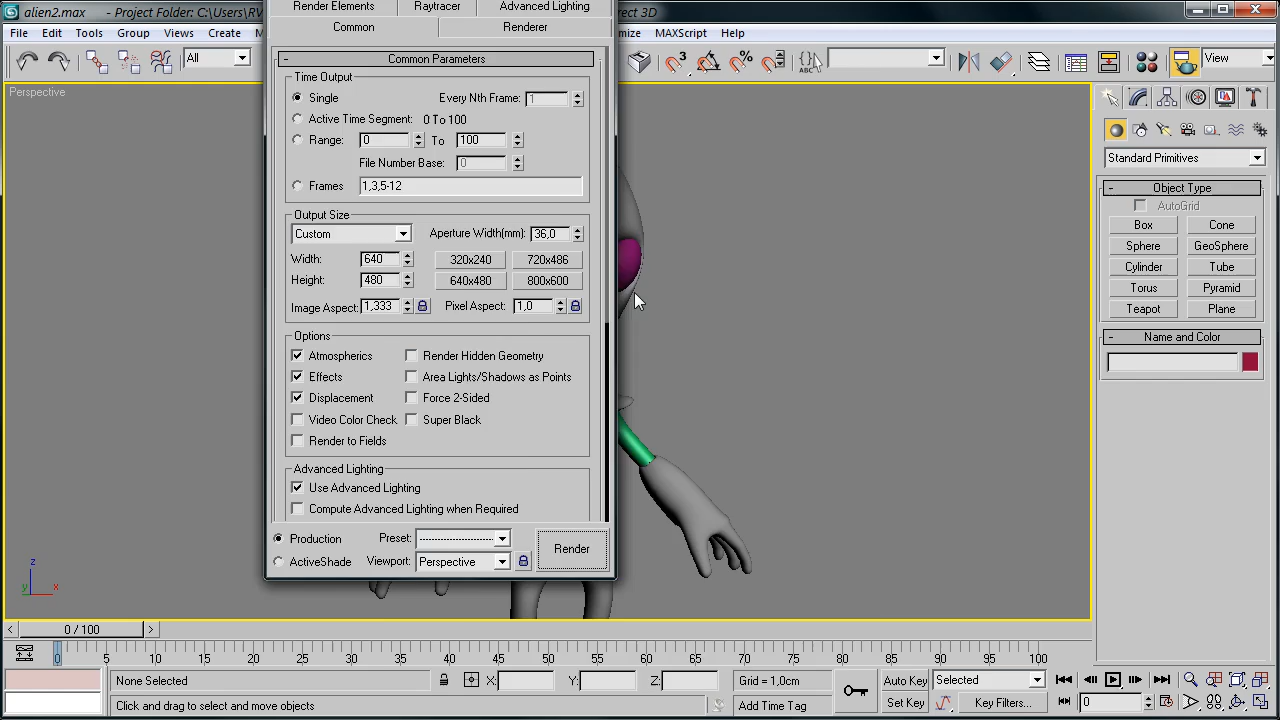 alien2.max - Project Folder: C:\Users\RV
rect 3D
File Edit Tools Group Views Create M
mize MAXScript Help
Render Elements Raytracer Advanced Lighting
Common Renderer
All
View
Perspective
- Common Parameters
Time Output
Single Every Nth Frame: 1
Active Time Segment: 0 To 100
Range: 0 To 100
File Number Base: 0
Frames 1,3,5-12
Output Size
Custom Aperture Width(mm): 36,0
Width: 640 320x240 720x486
Height: 480 640x480 800x600
Image Aspect: 1,333 Pixel Aspect: 1,0
Options
Atmospherics Render Hidden Geometry
Effects Area Lights/Shadows as Points
Displacement Force 2-Sided
Video Color Check Super Black
Render to Fields
Advanced Lighting
Use Advanced Lighting
Compute Advanced Lighting when Required
Production Preset: --------------------
ActiveShade Viewport: Perspective
Render
Standard Primitives
- Object Type
AutoGrid
Box Cone
Sphere GeoSphere
Cylinder Tube
Torus Pyramid
Teapot Plane
- Name and Color
z
y x
< 0 / 100 >
0 5 10 15 20 25 30 35 40 45 50 55 60 65 70 75 80 85 90 95 100
None Selected X: Y: Z: Grid = 1,0cm Auto Key Selected
Click and drag to select and move objects Add Time Tag Set Key Key Filters... 0